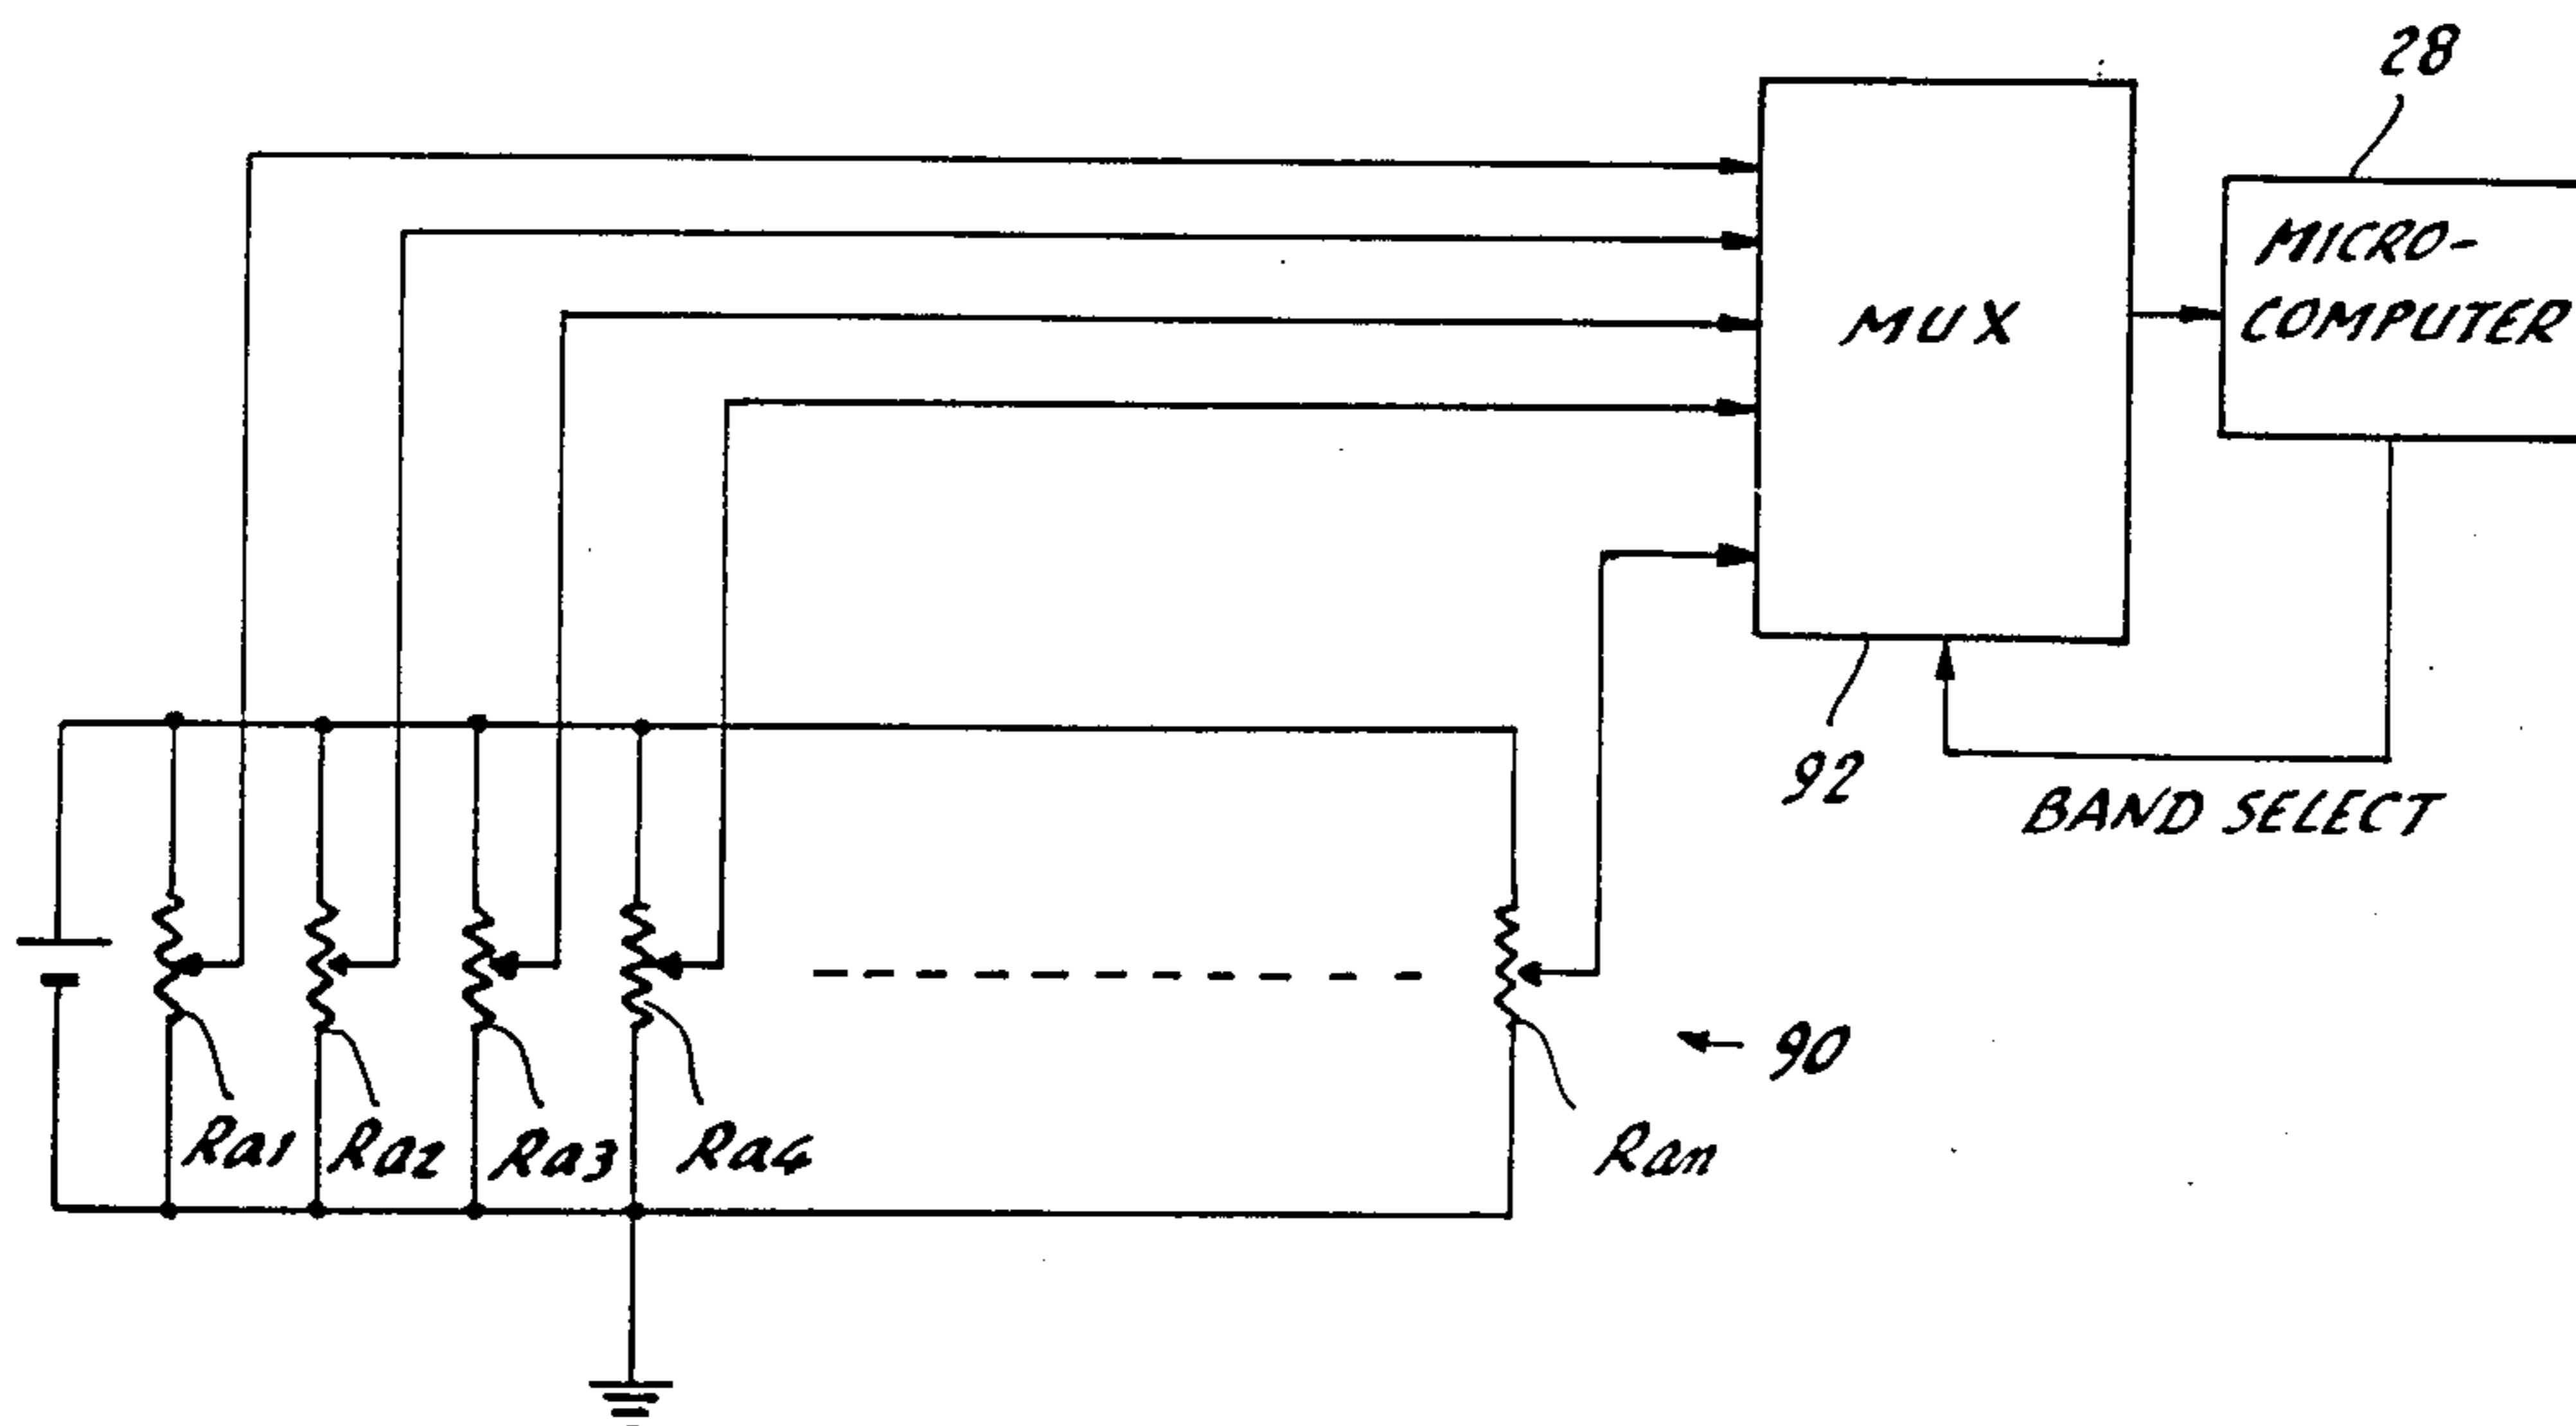 28
MICRO-
COMPUTER
MUX
92
BAND SELECT
90
Ra1 Ra2 Ra3 Ra4 Ran